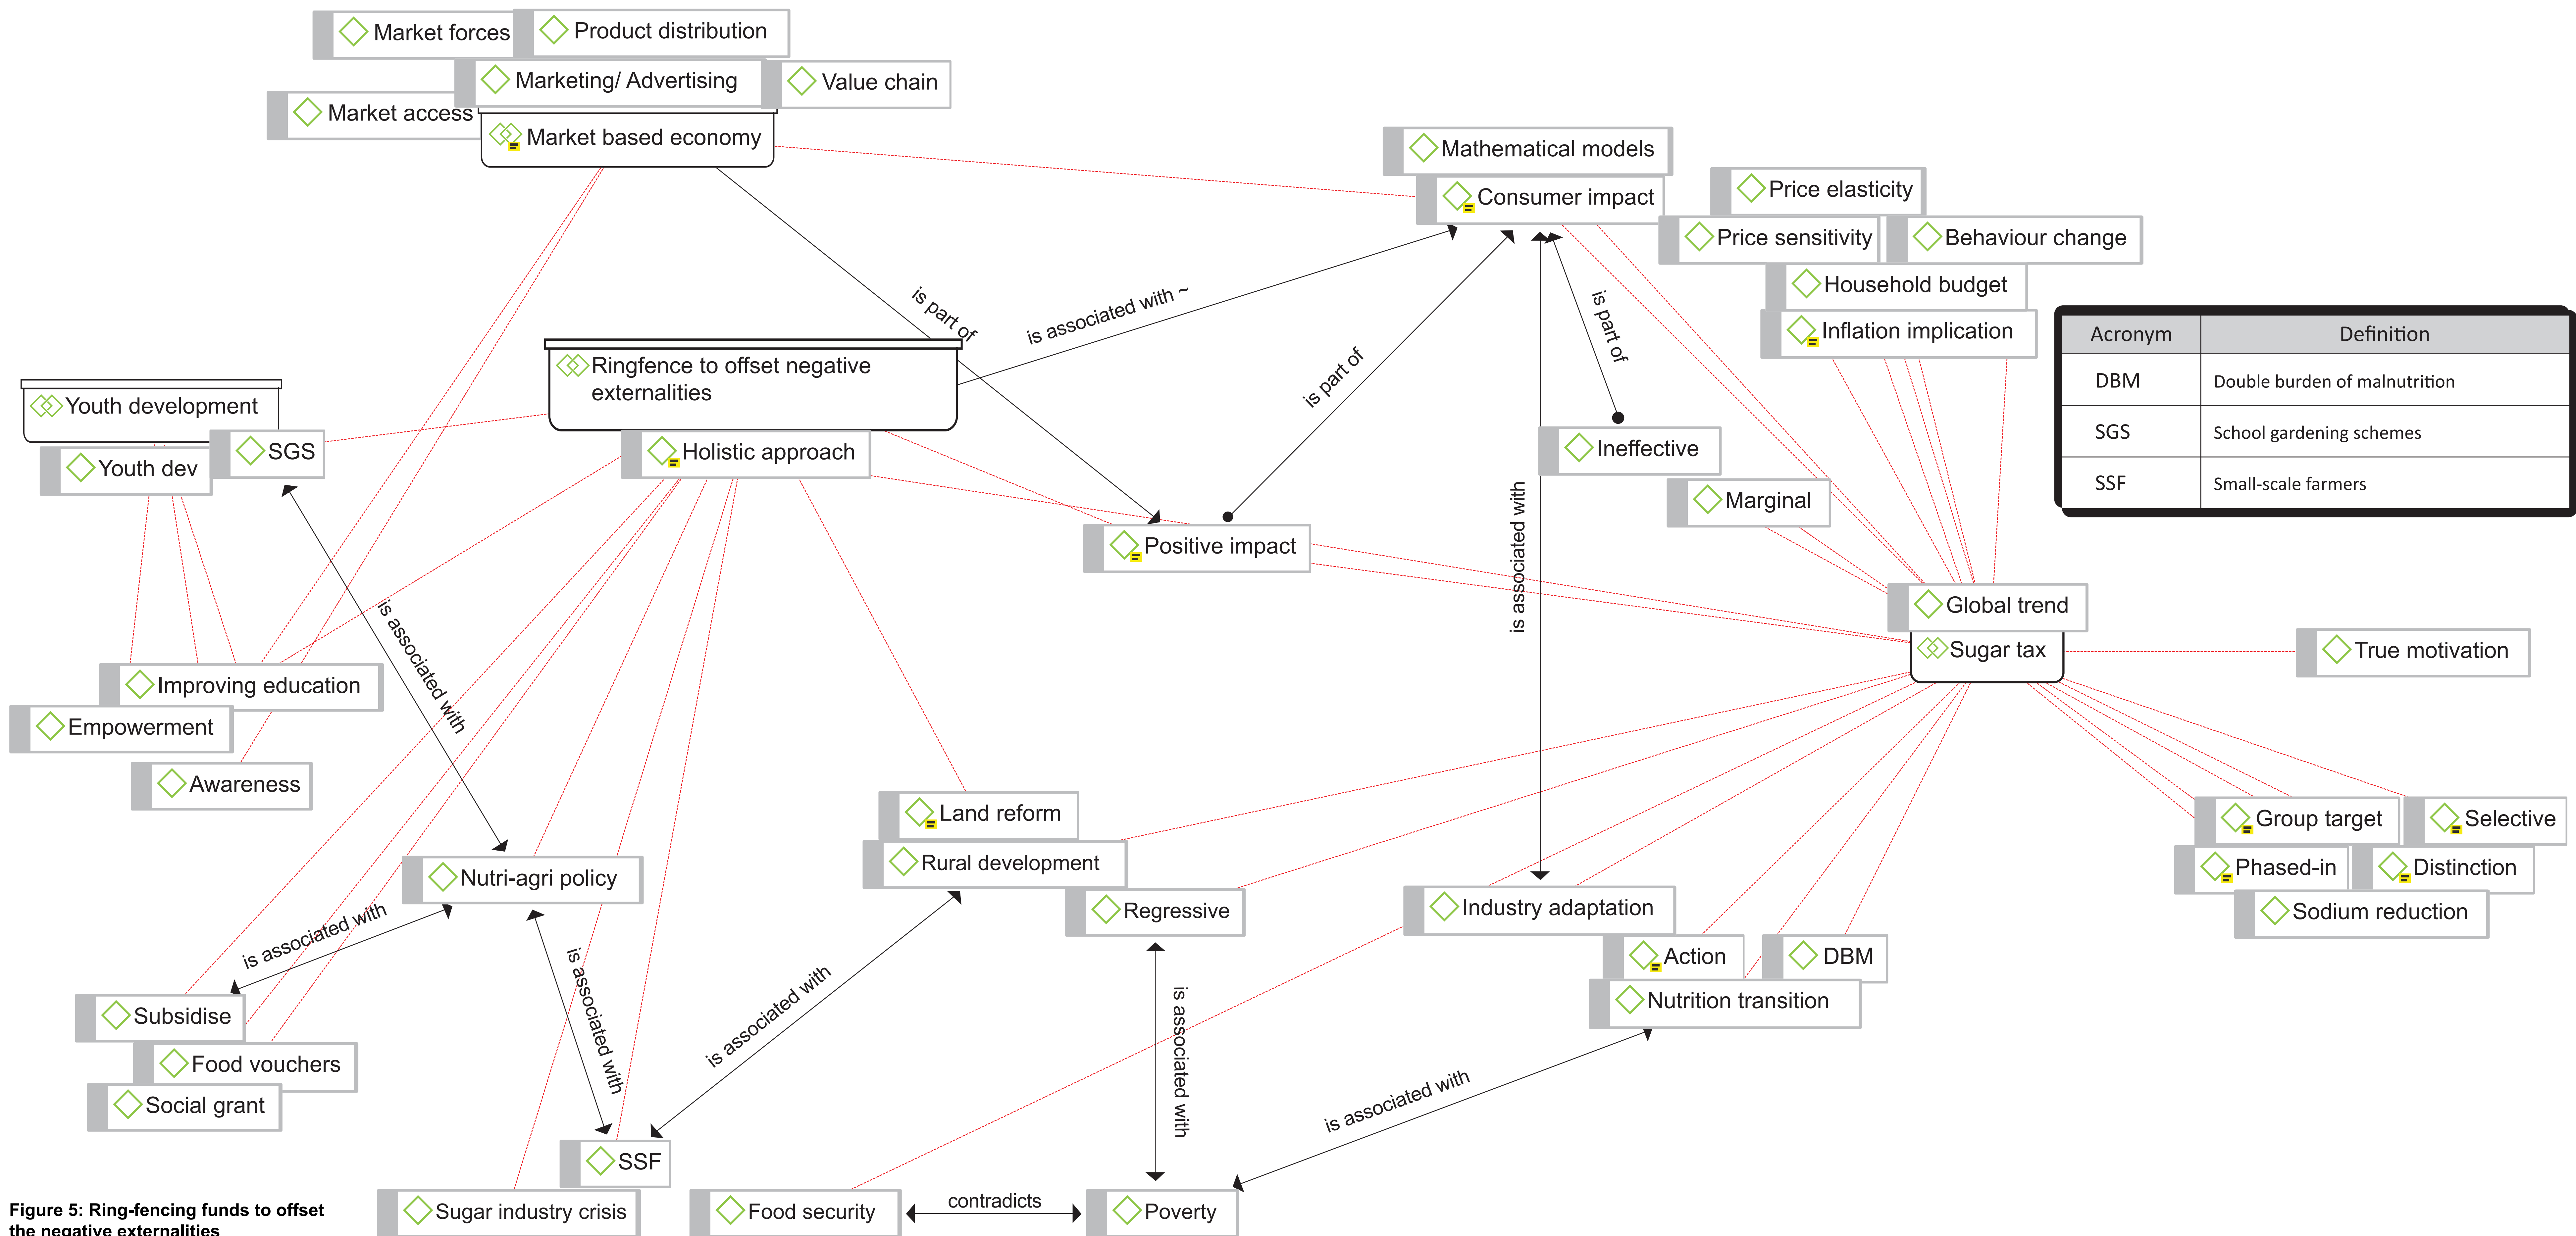 Market forces
Product distribution
Marketing/ Advertising
Value chain
Market access
Market based economy
Mathematical models
Consumer impact
Price elasticity
Price sensitivity
Behaviour change
Household budget
Inflation implication
is part of
is associated with ~
is part of
is part of
Acronym
Definition
DBM
Double burden of malnutrition
SGS
School gardening schemes
SSF
Small-scale farmers
Ringfence to offset negative
externalities
Youth development
SGS
Youth dev
Holistic approach
Ineffective
Marginal
Positive impact
is associated with
is associated with
Global trend
Sugar tax
True motivation
Improving education
Empowerment
Awareness
Land reform
Rural development
Regressive
Nutri-agri policy
Group target
Selective
Phased-in
Distinction
Sodium reduction
Industry adaptation
Action
DBM
Nutrition transition
is associated with
is associated with
is associated with
is associated with
is associated with
Subsidise
Food vouchers
Social grant
SSF
Sugar industry crisis
Food security
contradicts
Poverty
Figure 5: Ring-fencing funds to offset
the negative externalities